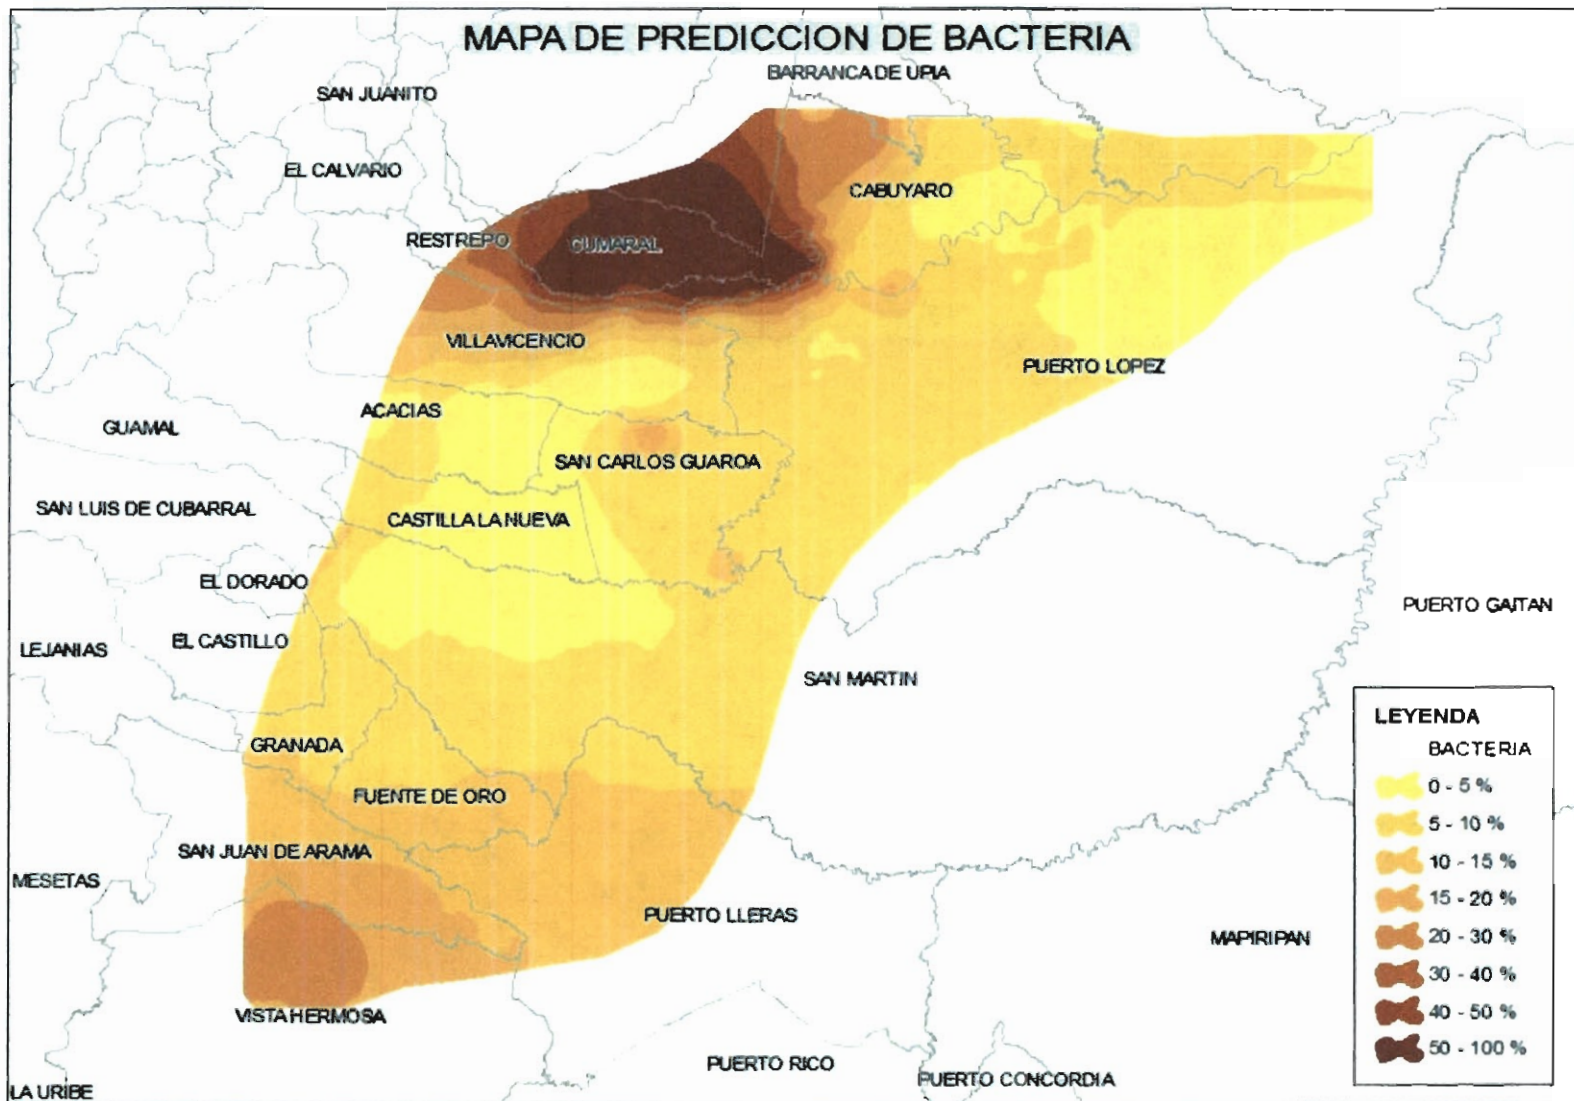 MAPA DE PREDICCION DE BACTERIA
BARRANCA DE UPIA
SAN JUANITO
EL CALVARIO
CABUYARO
RESTREPO
CUMARAL
VILLAVICENCIO
PUERTO LOPEZ
ACACIAS
GUAMAL
SAN CARLOS GUAROA
SAN LUIS DE CUBARRAL
CASTILLA LA NUEVA
EL DORADO
PUERTO GAITAN
EL CASTILLO
LEJANIAS
SAN MARTIN
GRANADA
FUENTE DE ORO
SAN JUAN DE ARAMA
MESETAS
PUERTO LLERAS
MAPIRIPAN
VISTA HERMOSA
PUERTO RICO
PUERTO CONCORDIA
LA URIBE
LEYENDA
BACTERIA
0 - 5 %
5 - 10 %
10 - 15 %
15 - 20 %
20 - 30 %
30 - 40 %
40 - 50 %
50 - 100 %